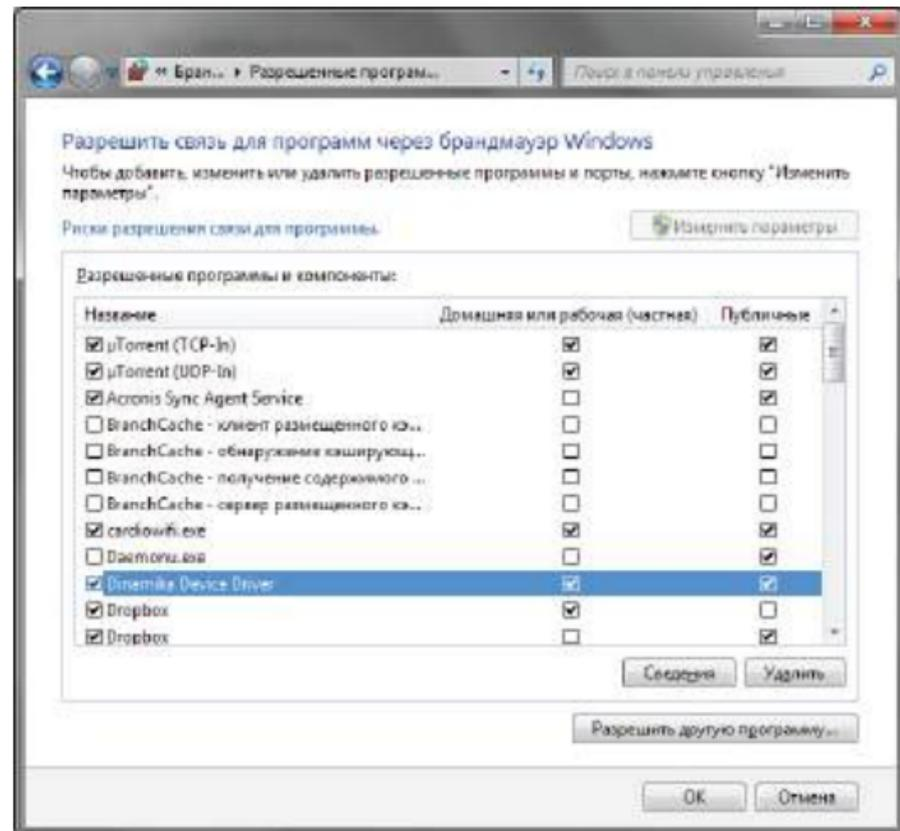 « Бран... ▸ Разрешенные програм...
Поиск в панели управления
Разрешить связь для программ через брандмауэр Windows
Чтобы добавить, изменить или удалить разрешенные программы и порты, нажмите кнопку "Изменить
параметры".
Риски разрешения связи для программы.
Изменить параметры
Разрешенные программы и компоненты:
Название Домашняя или рабочая (частная) Публичные
µTorrent (TCP-In)
µTorrent (UDP-In)
Acronis Sync Agent Service
BranchCache - клиент размещенного кэ...
BranchCache - обнаружение кэширующ...
BranchCache - получение содержимого ...
BranchCache - сервер размещенного кэ...
cardiowifi.exe
Daemonu.exe
Dinamika Device Driver
Dropbox
Dropbox
Сведения Удалить
Разрешить другую программу...
ОК Отмена